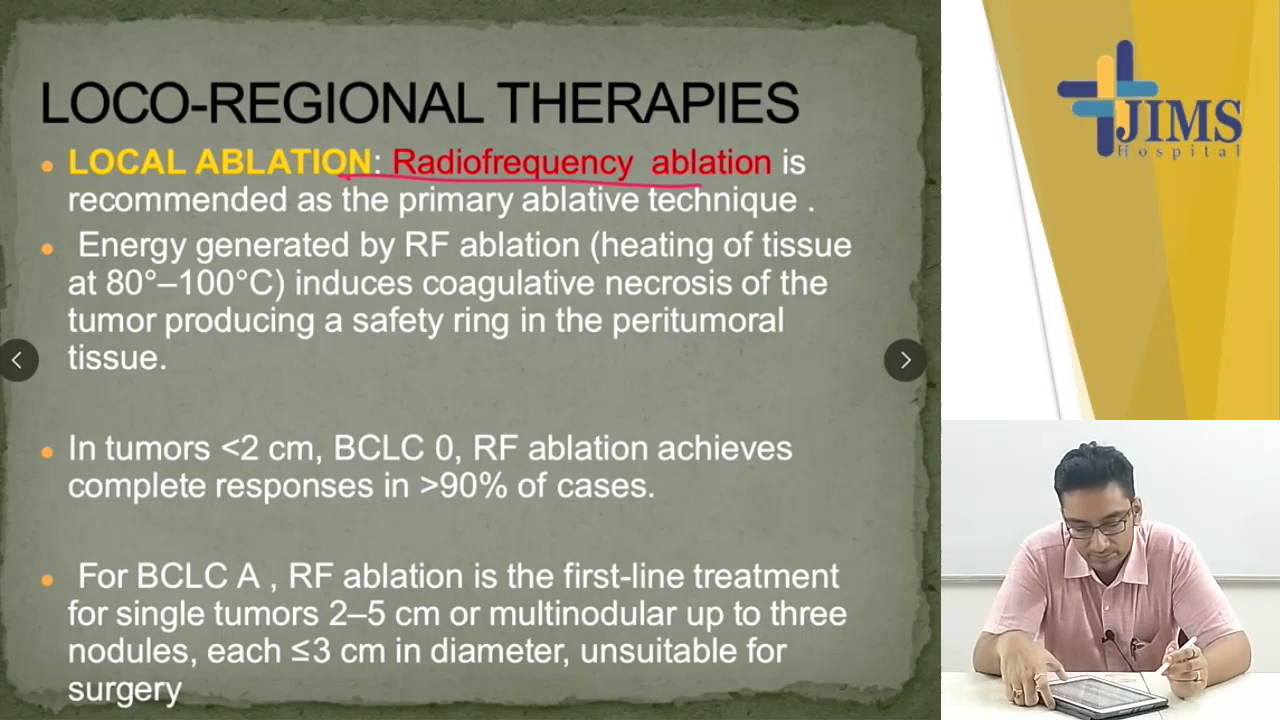 LOCO-REGIONAL THERAPIES
LOCAL ABLATION: Radiofrequency ablation is
recommended as the primary ablative technique .
Energy generated by RF ablation (heating of tissue
at 80°–100°C) induces coagulative necrosis of the
tumor producing a safety ring in the peritumoral
tissue.
In tumors <2 cm, BCLC 0, RF ablation achieves
complete responses in >90% of cases.
For BCLC A , RF ablation is the first-line treatment
for single tumors 2–5 cm or multinodular up to three
nodules, each ≤3 cm in diameter, unsuitable for
surgery
JIMS
Hospital